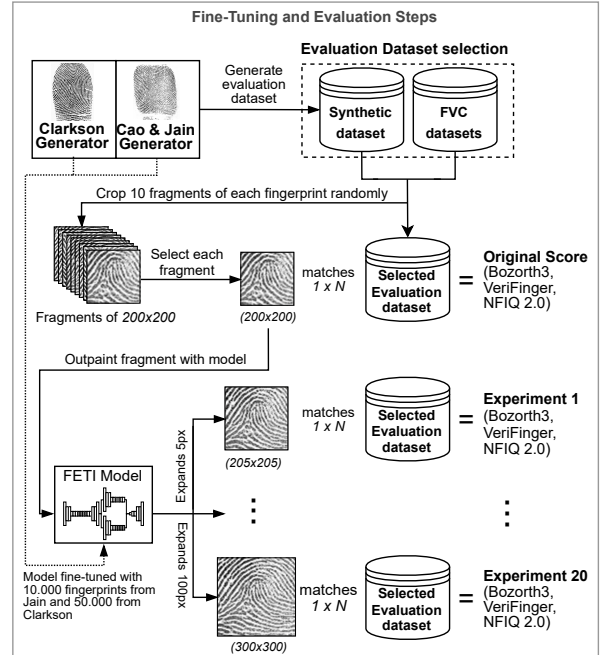 Fine-Tuning and Evaluation Steps
Evaluation Dataset selection
Clarkson
Generator
Cao & Jain
Generator
Generate
evaluation
dataset
Synthetic
dataset
FVC
datasets
Crop 10 fragments of each fingerprint randomly
Fragments of 200x200
Select each
fragment
(200x200)
matches
1 x N
Selected
Evaluation
dataset
=
Original Score
(Bozorth3,
VeriFinger,
NFIQ 2.0)
Outpaint fragment with model
FETI Model
Expands 5px
(205x205)
matches
1 x N
Selected
Evaluation
dataset
=
Experiment 1
(Bozorth3,
VeriFinger,
NFIQ 2.0)
Expands 100px
Model fine-tuned with
10.000 fingerprints from
Jain and 50.000 from
Clarkson
(300x300)
matches
1 x N
Selected
Evaluation
dataset
=
Experiment 20
(Bozorth3,
VeriFinger,
NFIQ 2.0)